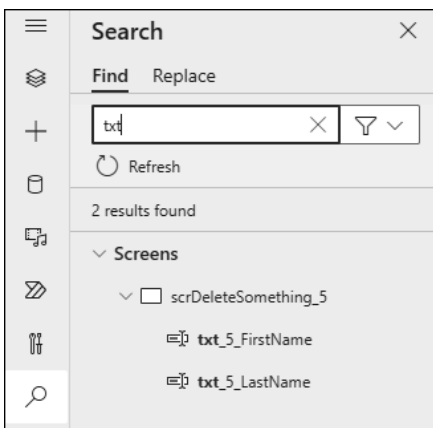 Search
Find Replace
txt
Refresh
2 results found
Screens
scrDeleteSomething_5
txt_5_FirstName
txt_5_LastName